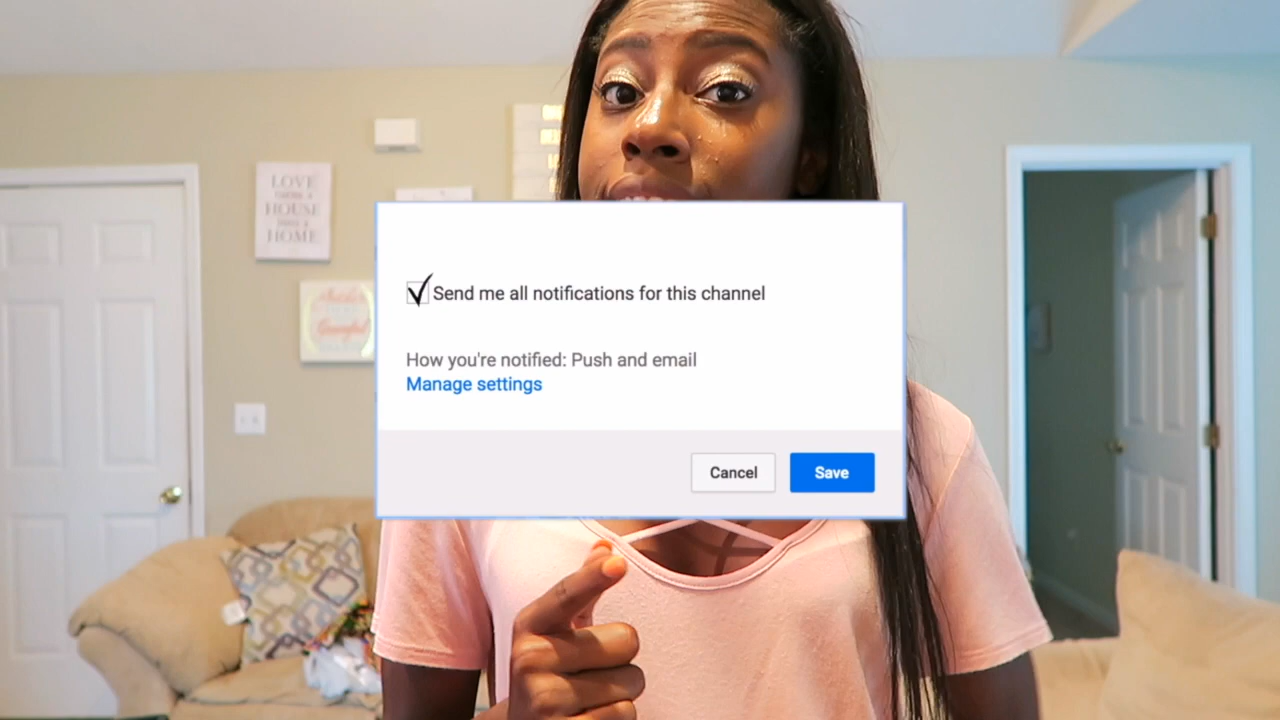 LOVE
HOUSE
HOME
Send me all notifications for this channel
How you're notified: Push and email
Manage settings
Cancel
Save